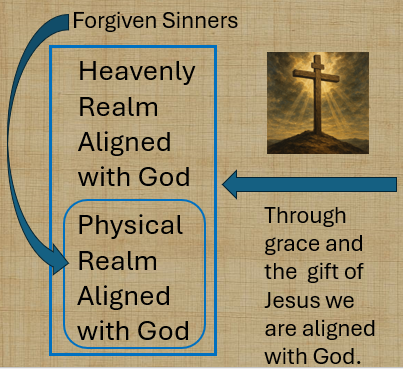 Forgiven Sinners
Heavenly
Realm
Aligned
with God
Physical
Realm
Aligned
with God
Through
grace and
the gift of
Jesus we
are aligned
with God.